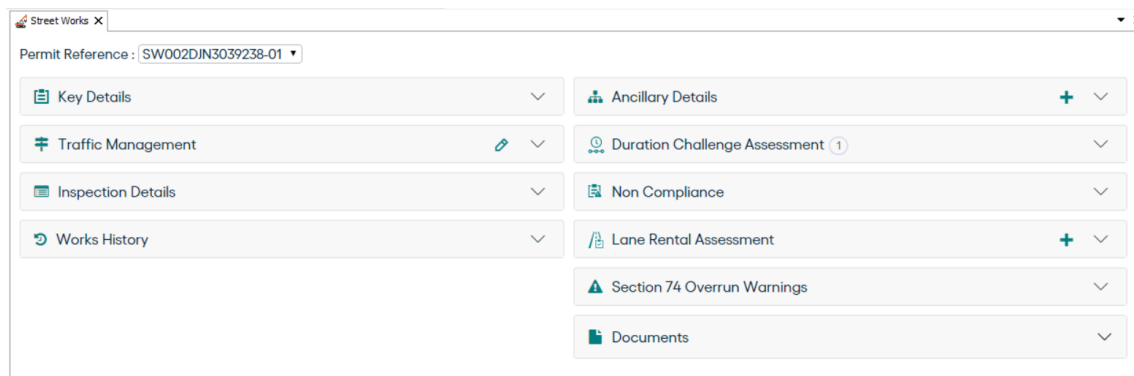 Street Works
Permit Reference : SW002DJN3039238-01
Key Details
Traffic Management
Inspection Details
Works History
Ancillary Details
Duration Challenge Assessment 1
Non Compliance
Lane Rental Assessment
Section 74 Overrun Warnings
Documents